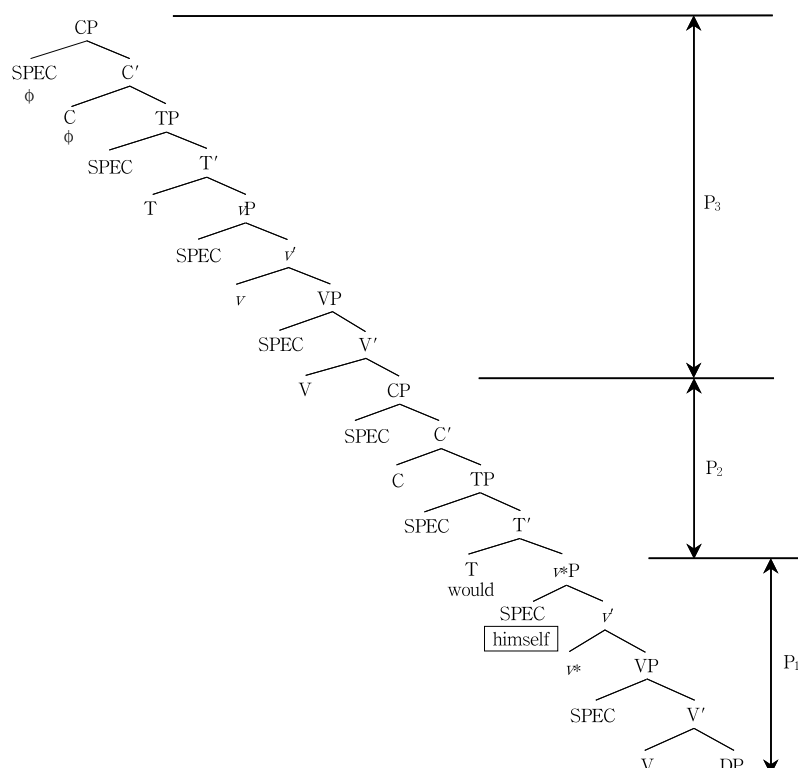 CP
SPEC C′
ϕ
C TP
ϕ
SPEC T′
T vP
P₃
SPEC v′
v VP
SPEC V′
V CP
SPEC C′
C TP
P₂
SPEC T′
T v*P
would
SPEC v′
himself
v* VP
P₁
SPEC V′
V DP